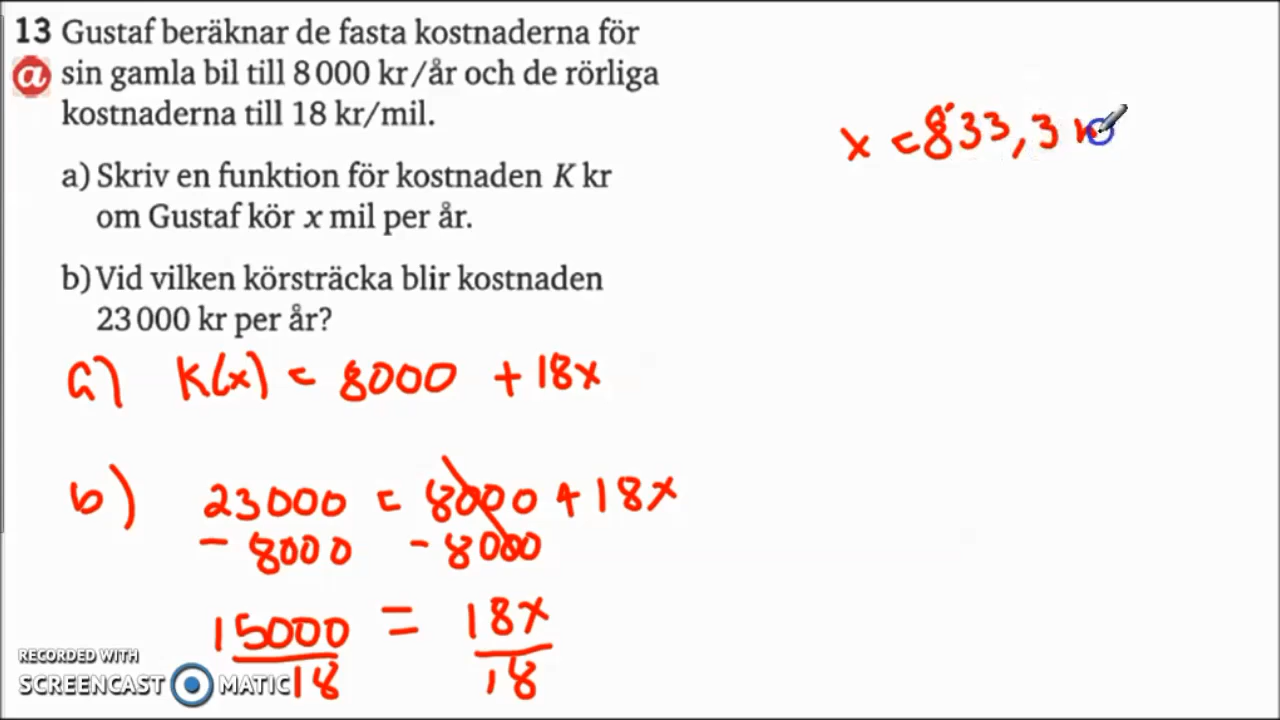 13 Gustaf beräknar de fasta kostnaderna för
a sin gamla bil till 8 000 kr/år och de rörliga
kostnaderna till 18 kr/mil.
a) Skriv en funktion för kostnaden K kr
om Gustaf kör x mil per år.
b) Vid vilken körsträcka blir kostnaden
23 000 kr per år?
a) K(x) = 8000 + 18x
b) 23000 = 8000 + 18x
- 8000 - 8000
15000 = 18x
18 18
x = 833,3
RECORDED WITH
SCREENCAST MATIC